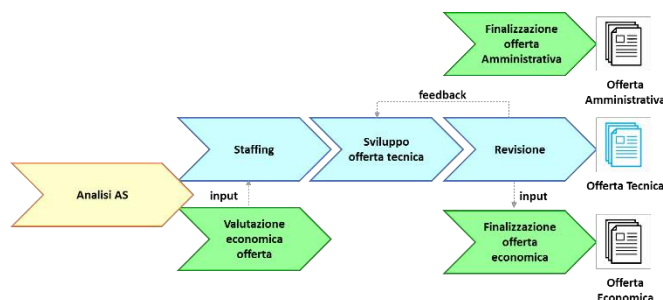 Finalizzazione
offerta
Amministrativa
Offerta
Amministrativa
feedback
Staffing
Sviluppo
offerta tecnica
Revisione
Offerta Tecnica
Analisi AS
input
input
Valutazione
economica
offerta
Finalizzazione
offerta
economica
Offerta
Economica